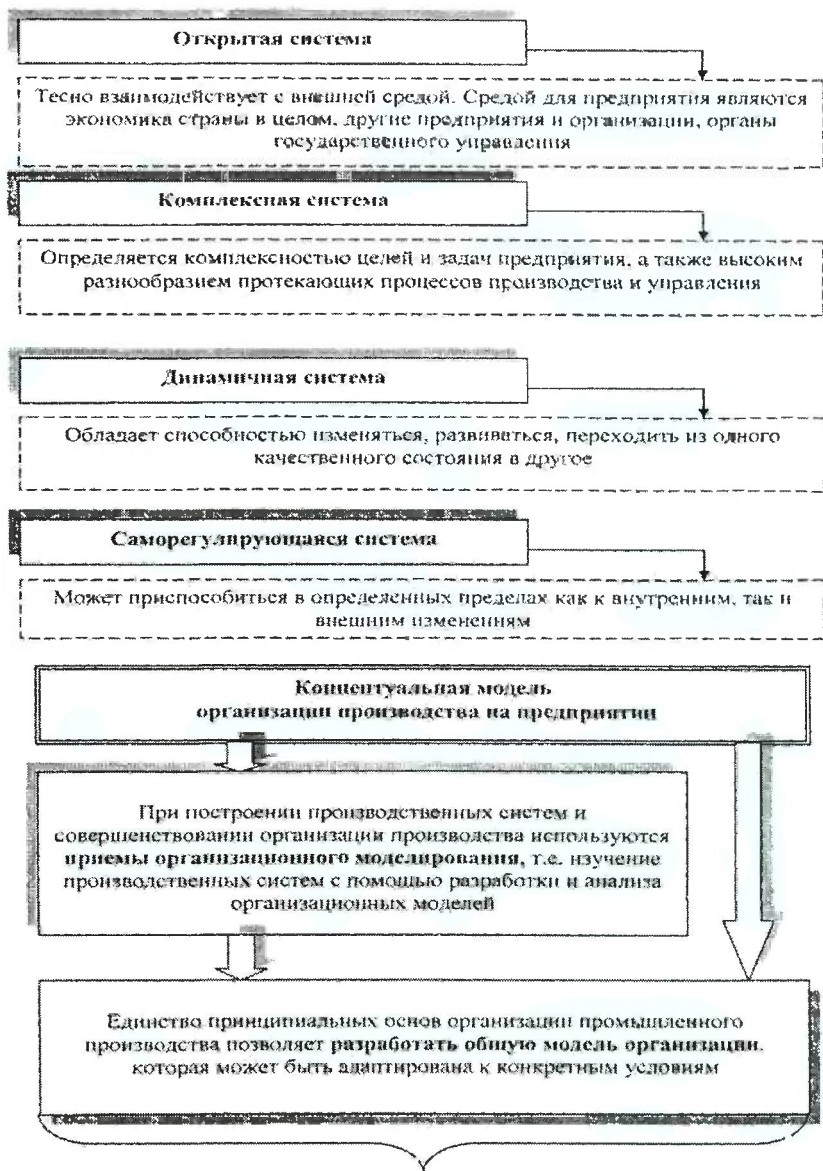 Открытая система
Тесно взаимодействует с внешней средой. Средой для предприятия являются
экономика страны в целом, другие предприятия и организации, органы
государственного управления
Комплексная система
Определяется комплексностью целей и задач предприятия, а также высоким
разнообразием протекающих процессов производства и управления
Динамичная система
Обладает способностью изменяться, развиваться, переходить из одного
качественного состояния в другое
Саморегулирующаяся система
Может приспособиться в определенных пределах как к внутренним, так и
внешним изменениям
Концептуальная модель
организации производства на предприятии
При построении производственных систем и
совершенствовании организации производства используются
приемы организационного моделирования, т.е. изучение
производственных систем с помощью разработки и анализа
организационных моделей
Единство принципиальных основ организации промышленного
производства позволяет разработать общую модель организации,
которая может быть адаптирована к конкретным условиям